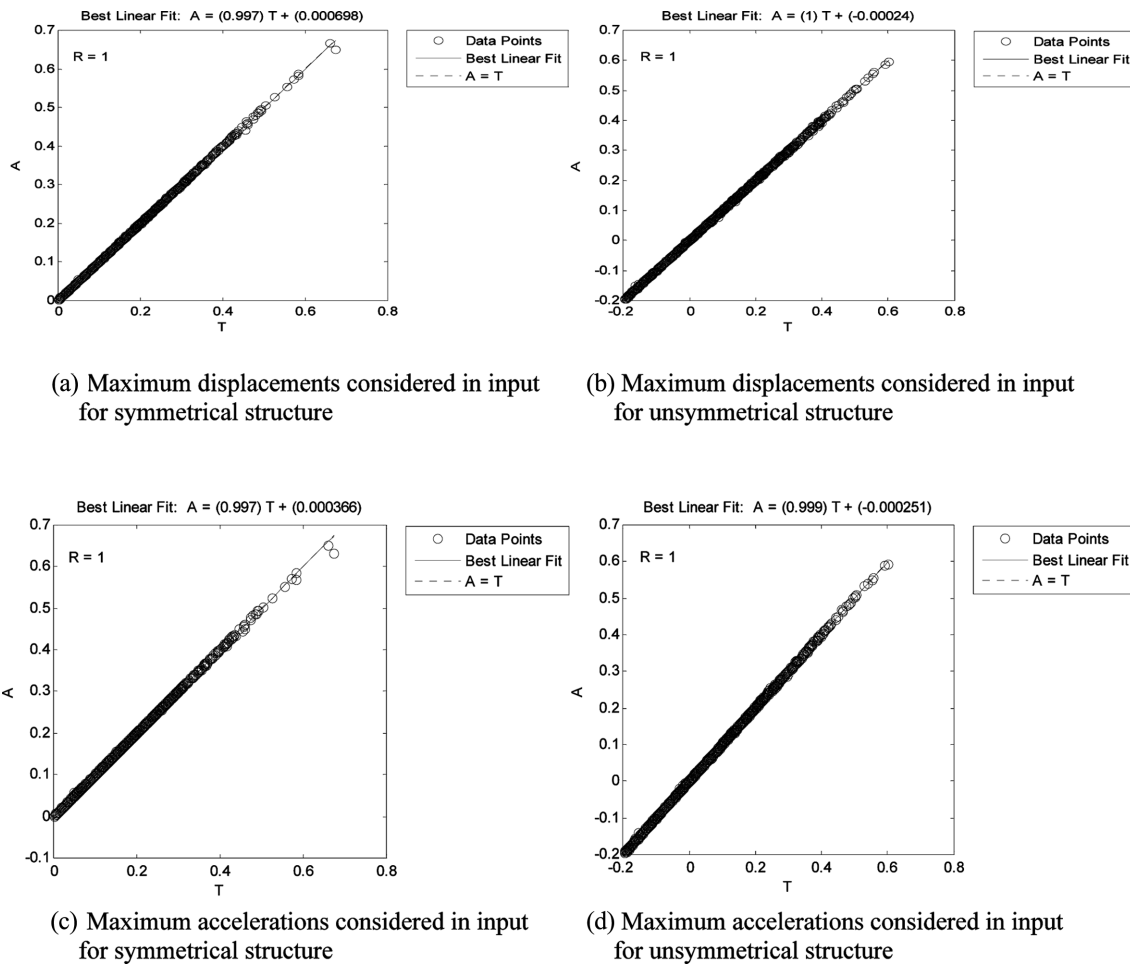 Best Linear Fit:  A = (0.997) T + (0.000698)
0.7
0.6
0.5
0.4
0.3
0.2
0.1
0
0
0.2
0.4
0.6
0.8
A
T
R = 1
Data Points
Best Linear Fit
A = T
(a) Maximum displacements considered in input
for symmetrical structure
Best Linear Fit:  A = (1) T + (-0.00024)
0.7
0.6
0.5
0.4
0.3
0.2
0.1
0
-0.1
-0.2
-0.2
0
0.2
0.4
0.6
0.8
A
T
R = 1
Data Points
Best Linear Fit
A = T
(b) Maximum displacements considered in input
for unsymmetrical structure
Best Linear Fit:  A = (0.997) T + (0.000366)
0.7
0.6
0.5
0.4
0.3
0.2
0.1
0
-0.1
0
0.2
0.4
0.6
0.8
A
T
R = 1
Data Points
Best Linear Fit
A = T
(c) Maximum accelerations considered in input
for symmetrical structure
Best Linear Fit:  A = (0.999) T + (-0.000251)
0.7
0.6
0.5
0.4
0.3
0.2
0.1
0
-0.1
-0.2
-0.2
0
0.2
0.4
0.6
0.8
A
T
R = 1
Data Points
Best Linear Fit
A = T
(d) Maximum accelerations considered in input
for unsymmetrical structure